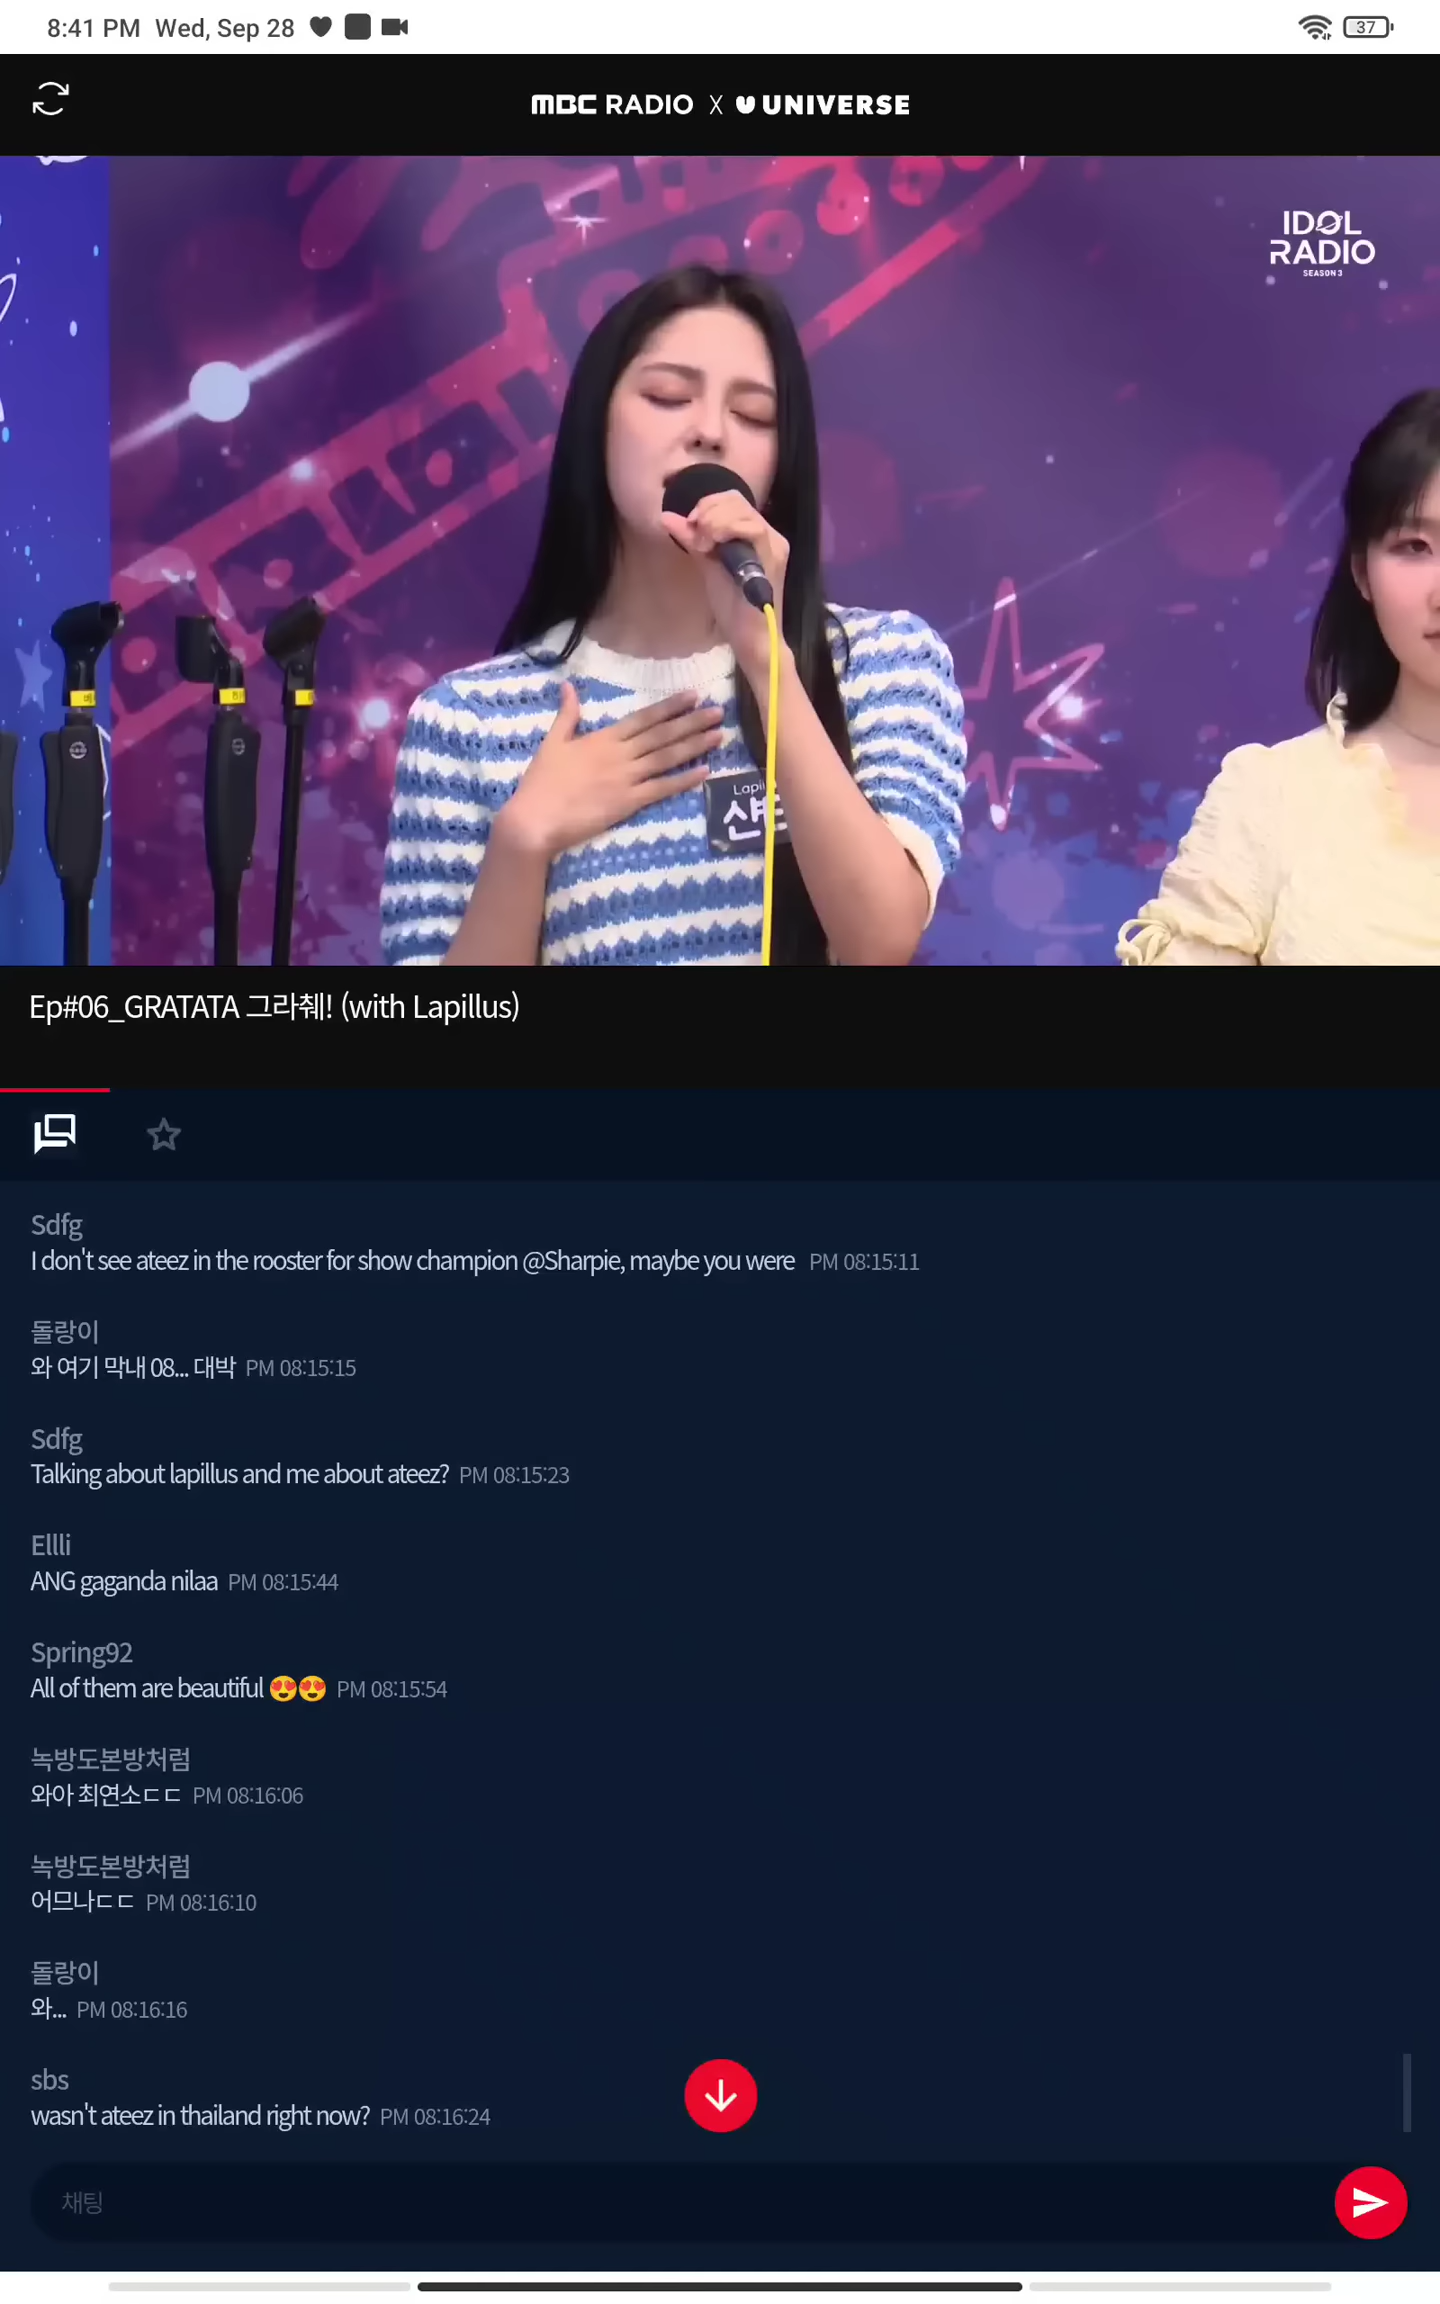 8:41 PM Wed, Sep 28
37
MBC RADIO X UNIVERSE
IDOL
RADIO
SEASON 3
Lapi
샨
Ep#06_GRATATA 그라췌! (with Lapillus)
Sdfg
I don't see ateez in the rooster for show champion @Sharpie, maybe you were PM 08:15:11
돌랑이
와 여기 막내 08... 대박 PM 08:15:15
Sdfg
Talking about lapillus and me about ateez? PM 08:15:23
Ellli
ANG gaganda nilaa PM 08:15:44
Spring92
All of them are beautiful 😍😍 PM 08:15:54
녹방도본방처럼
와아 최연소ㄷㄷ PM 08:16:06
녹방도본방처럼
어므나ㄷㄷ PM 08:16:10
돌랑이
와... PM 08:16:16
sbs
wasn't ateez in thailand right now? PM 08:16:24
채팅